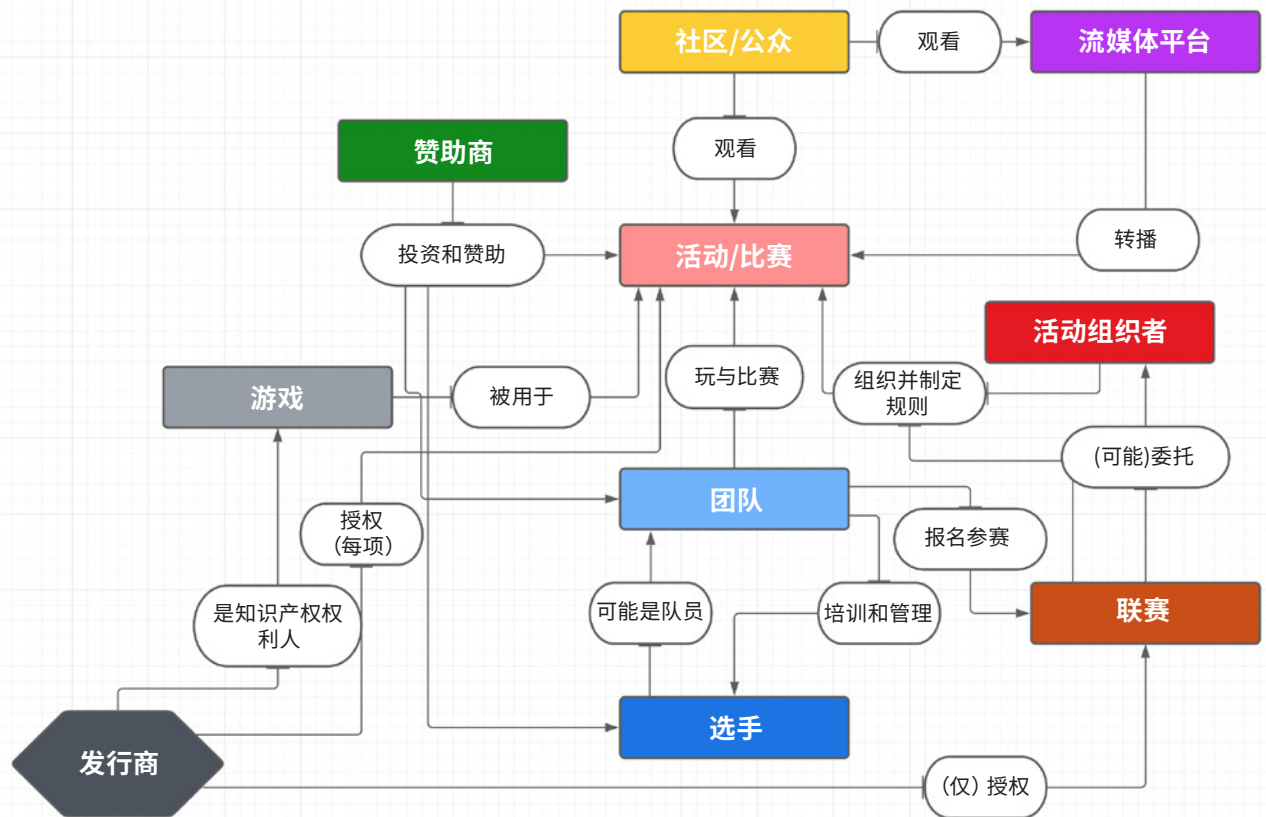 社区/公众
观看
流媒体平台
赞助商
观看
投资和赞助
活动/比赛
转播
活动组织者
游戏
被用于
玩与比赛
组织并制定
规则
(可能)委托
团队
授权
（每项）
报名参赛
是知识产权权
利人
可能是队员
培训和管理
联赛
选手
发行商
（仅）授权